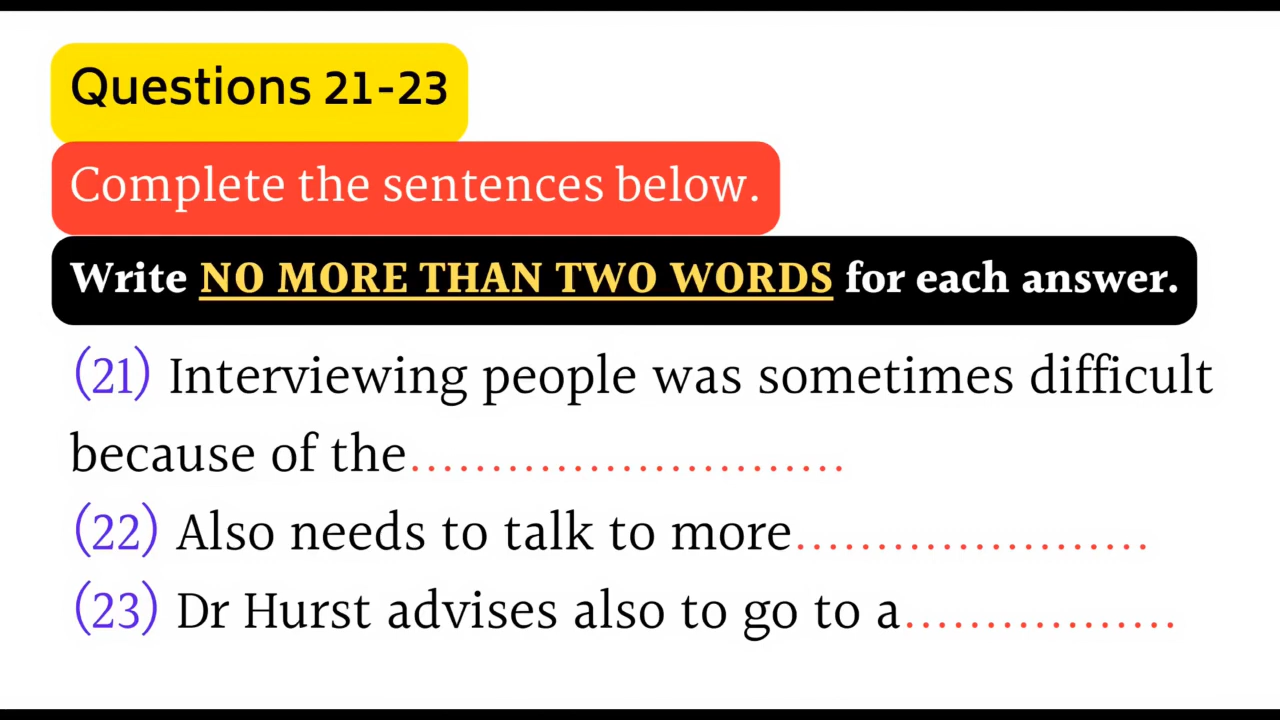 Questions 21-23
Complete the sentences below.
Write NO MORE THAN TWO WORDS for each answer.
(21) Interviewing people was sometimes difficult
because of the...........................
(22) Also needs to talk to more......................
(23) Dr Hurst advises also to go to a.................